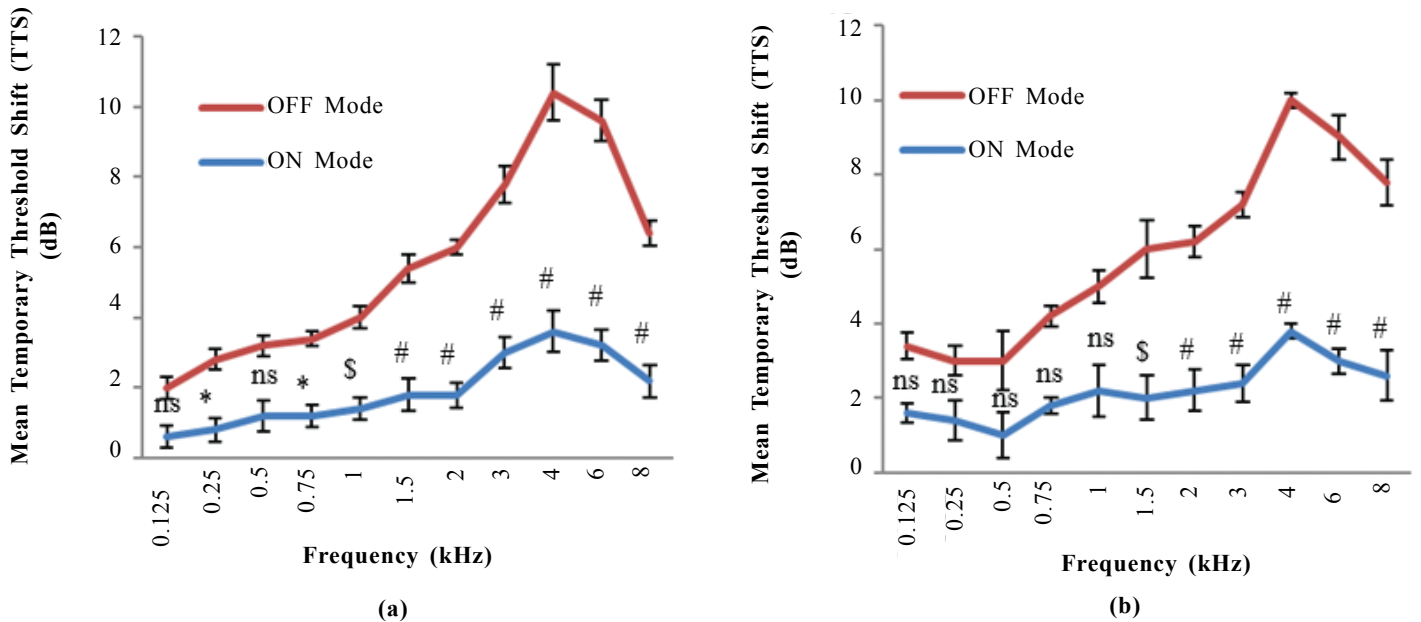 Mean Temporary Threshold Shift (TTS)
(dB)
12
10
8
6
4
2
0
OFF Mode
ON Mode
ns
*
ns
*
$
#
#
#
#
#
#
0.125
0.25
0.5
0.75
1
1.5
2
3
4
6
8
Frequency (kHz)
(a)
Mean Temporary Threshold Shift (TTS)
(dB)
12
10
8
6
4
2
0
OFF Mode
ON Mode
ns
ns
ns
ns
ns
$
#
#
#
#
#
0.125
0.25
0.5
0.75
1
1.5
2
3
4
6
8
Frequency (kHz)
(b)